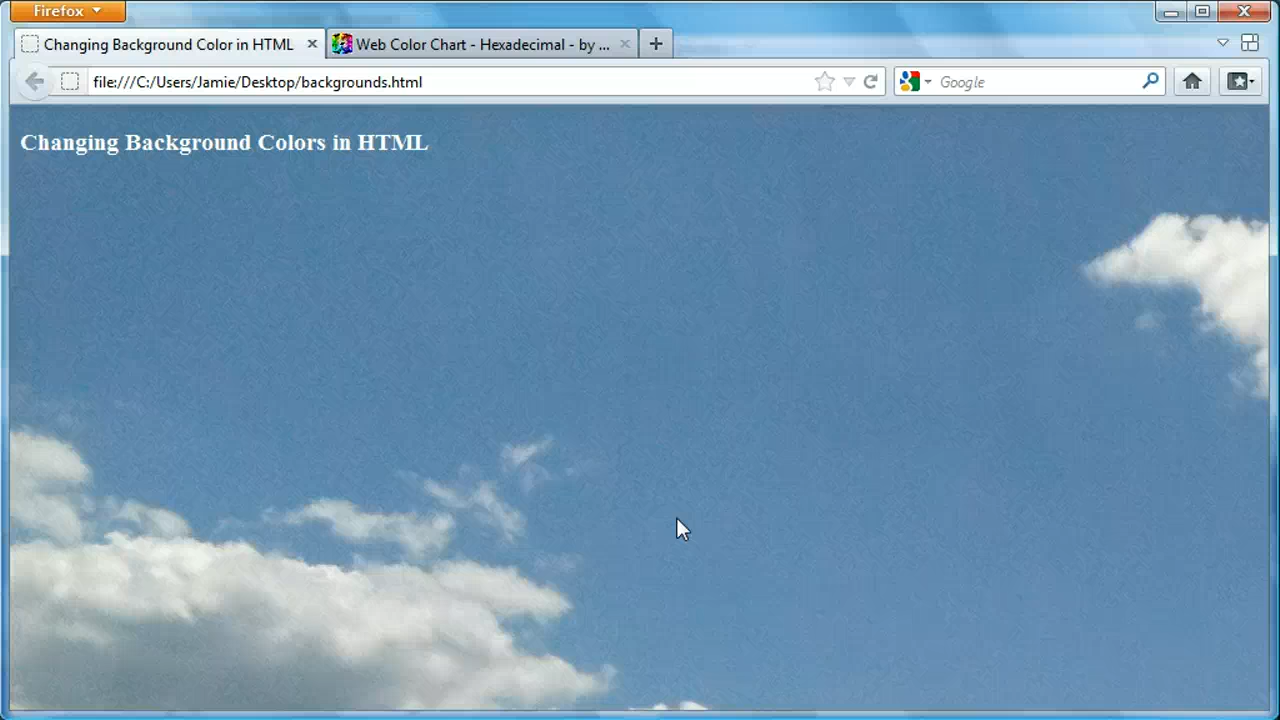 Firefox
Changing Background Color in HTML
Web Color Chart - Hexadecimal - by ...
file:///C:/Users/Jamie/Desktop/backgrounds.html
Google
Changing Background Colors in HTML